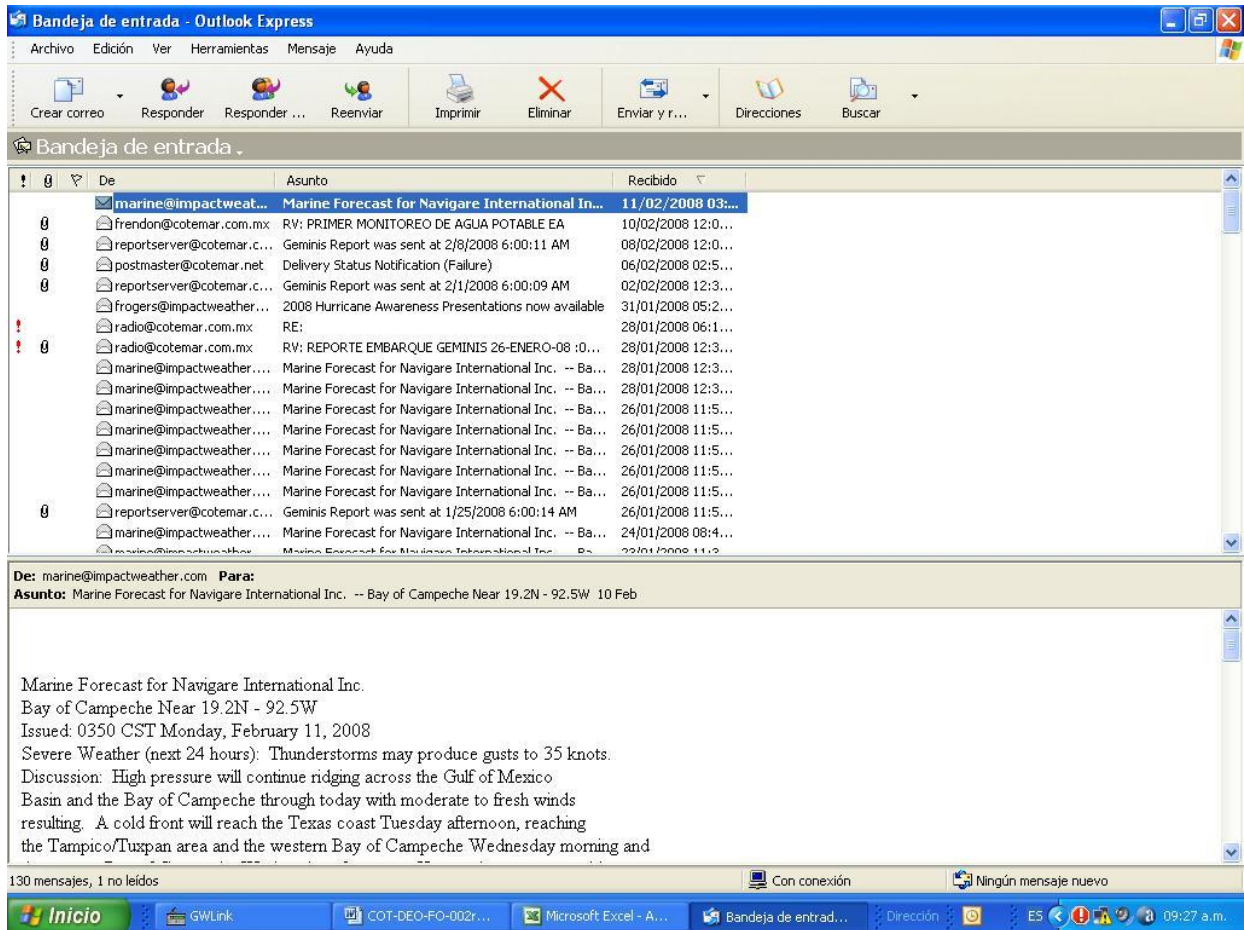 Bandeja de entrada - Outlook Express
Archivo Edición Ver Herramientas Mensaje Ayuda
Crear correo Responder Responder ... Reenviar Imprimir Eliminar Enviar y r... Direcciones Buscar
Bandeja de entrada
! De Asunto Recibido
marine@impactweat... Marine Forecast for Navigare International In... 11/02/2008 03:...
frendon@cotemar.com.mx RV: PRIMER MONITOREO DE AGUA POTABLE EA 10/02/2008 12:0...
reportserver@cotemar.c... Geminis Report was sent at 2/8/2008 6:00:11 AM 08/02/2008 12:0...
postmaster@cotemar.net Delivery Status Notification (Failure) 06/02/2008 02:5...
reportserver@cotemar.c... Geminis Report was sent at 2/1/2008 6:00:09 AM 02/02/2008 12:3...
frogers@impactweather... 2008 Hurricane Awareness Presentations now available 31/01/2008 05:2...
! radio@cotemar.com.mx RE: 28/01/2008 06:1...
! radio@cotemar.com.mx RV: REPORTE EMBARQUE GEMINIS 26-ENERO-08 :0... 28/01/2008 12:3...
marine@impactweather.... Marine Forecast for Navigare International Inc. -- Ba... 28/01/2008 12:3...
marine@impactweather.... Marine Forecast for Navigare International Inc. -- Ba... 28/01/2008 12:3...
marine@impactweather.... Marine Forecast for Navigare International Inc. -- Ba... 26/01/2008 11:5...
marine@impactweather.... Marine Forecast for Navigare International Inc. -- Ba... 26/01/2008 11:5...
marine@impactweather.... Marine Forecast for Navigare International Inc. -- Ba... 26/01/2008 11:5...
marine@impactweather.... Marine Forecast for Navigare International Inc. -- Ba... 26/01/2008 11:5...
marine@impactweather.... Marine Forecast for Navigare International Inc. -- Ba... 26/01/2008 11:5...
reportserver@cotemar.c... Geminis Report was sent at 1/25/2008 6:00:14 AM 26/01/2008 11:5...
marine@impactweather.... Marine Forecast for Navigare International Inc. -- Ba... 24/01/2008 08:4...
De: marine@impactweather.com Para:
Asunto: Marine Forecast for Navigare International Inc. -- Bay of Campeche Near 19.2N - 92.5W 10 Feb
Marine Forecast for Navigare International Inc.
Bay of Campeche Near 19.2N - 92.5W
Issued: 0350 CST Monday, February 11, 2008
Severe Weather (next 24 hours): Thunderstorms may produce gusts to 35 knots.
Discussion: High pressure will continue ridging across the Gulf of Mexico
Basin and the Bay of Campeche through today with moderate to fresh winds
resulting. A cold front will reach the Texas coast Tuesday afternoon, reaching
the Tampico/Tuxpan area and the western Bay of Campeche Wednesday morning and
130 mensajes, 1 no leídos Con conexión Ningún mensaje nuevo
Inicio GWLink COT-DEO-FO-002r... Microsoft Excel - A... Bandeja de entrad... Dirección ES 09:27 a.m.